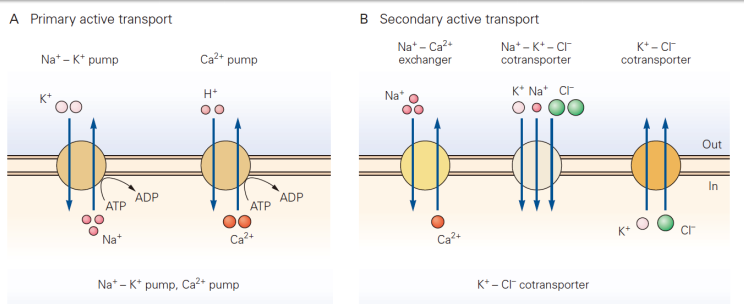 A Primary active transport
Na⁺ – K⁺ pump
Ca²⁺ pump
K⁺
H⁺
ATP
ADP
ATP
ADP
Na⁺
Ca²⁺
Na⁺ – K⁺ pump, Ca²⁺ pump
B Secondary active transport
Na⁺ – Ca²⁺
exchanger
Na⁺ – K⁺ – Cl⁻
cotransporter
K⁺ – Cl⁻
cotransporter
Na⁺
K⁺ Na⁺ Cl⁻
Out
In
Ca²⁺
K⁺
Cl⁻
K⁺ – Cl⁻ cotransporter